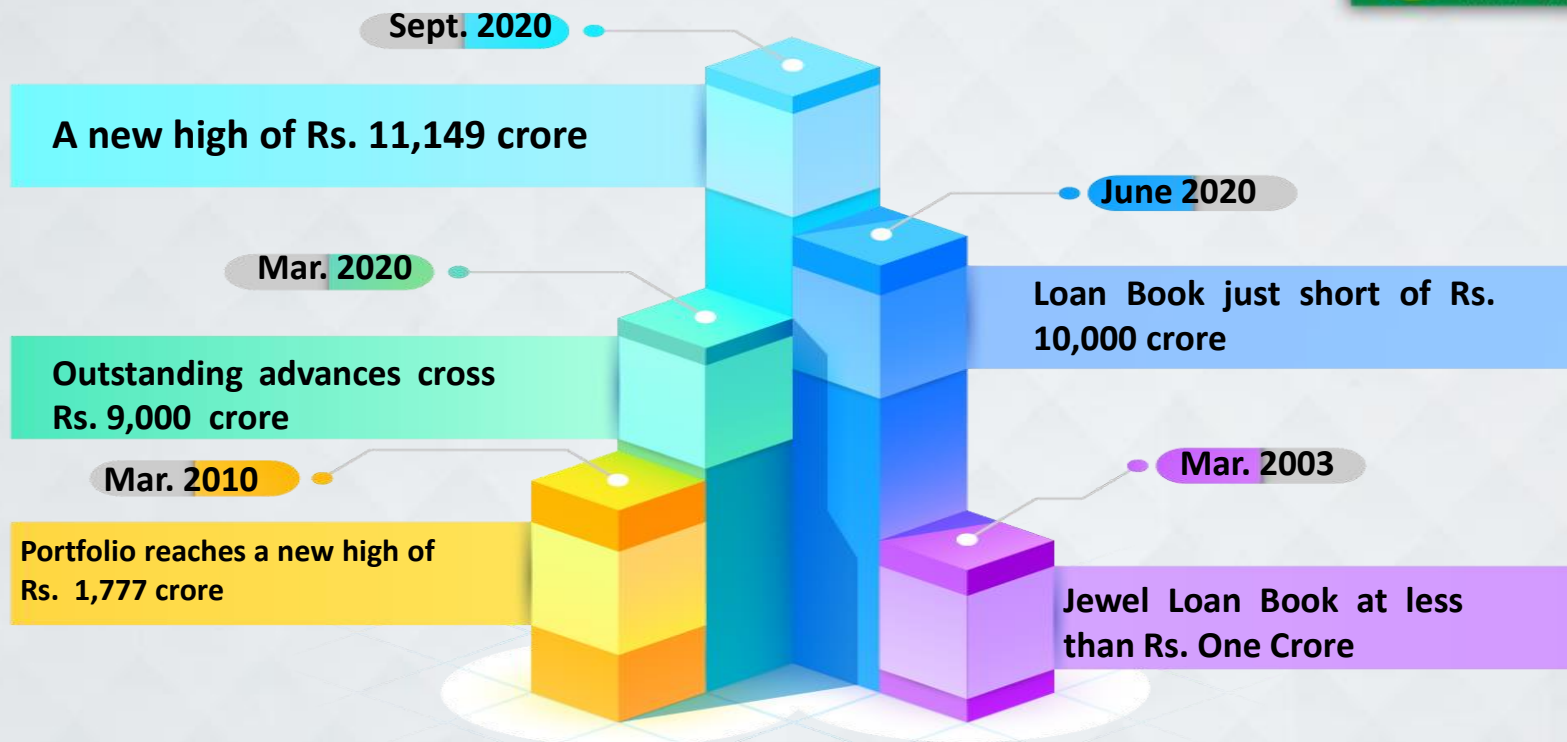 Sept. 2020
A new high of Rs. 11,149 crore
June 2020
Loan Book just short of Rs.
10,000 crore
Mar. 2020
Outstanding advances cross
Rs. 9,000 crore
Mar. 2010
Portfolio reaches a new high of
Rs. 1,777 crore
Mar. 2003
Jewel Loan Book at less
than Rs. One Crore